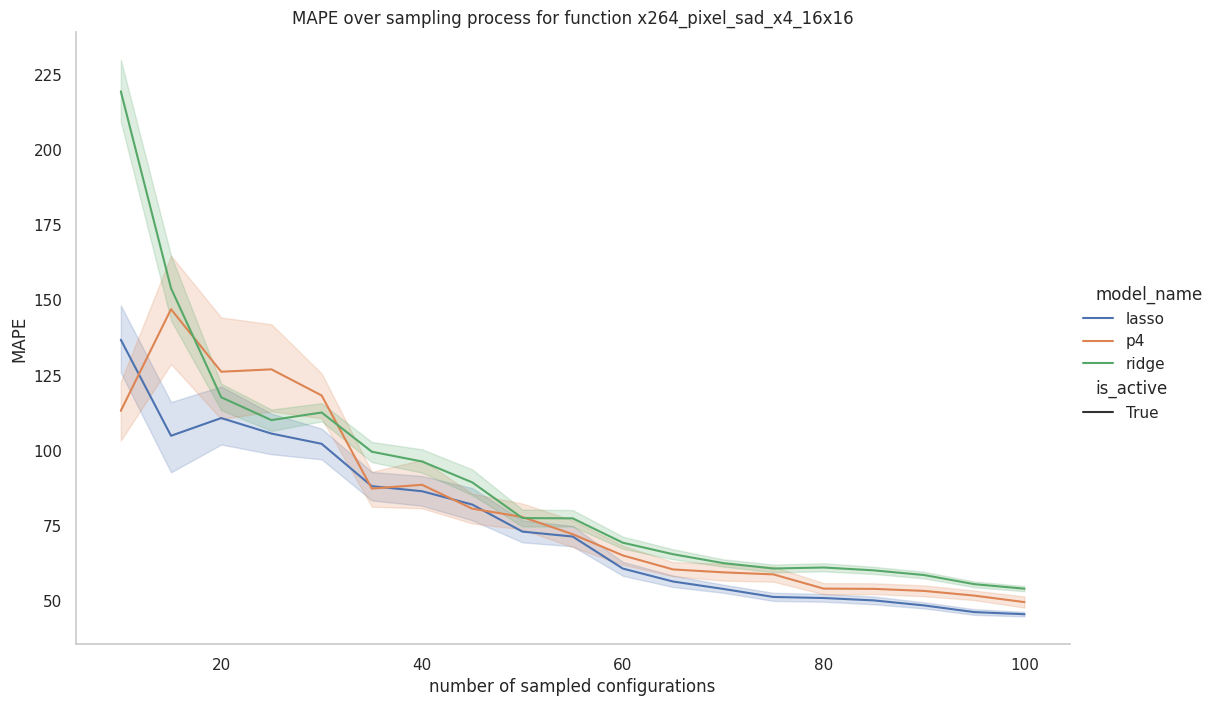 MAPE over sampling process for function x264_pixel_sad_x4_16x16
225
200
175
150
125
100
75
50
MAPE
20
40
60
80
100
number of sampled configurations
model_name
lasso
p4
ridge
is_active
True